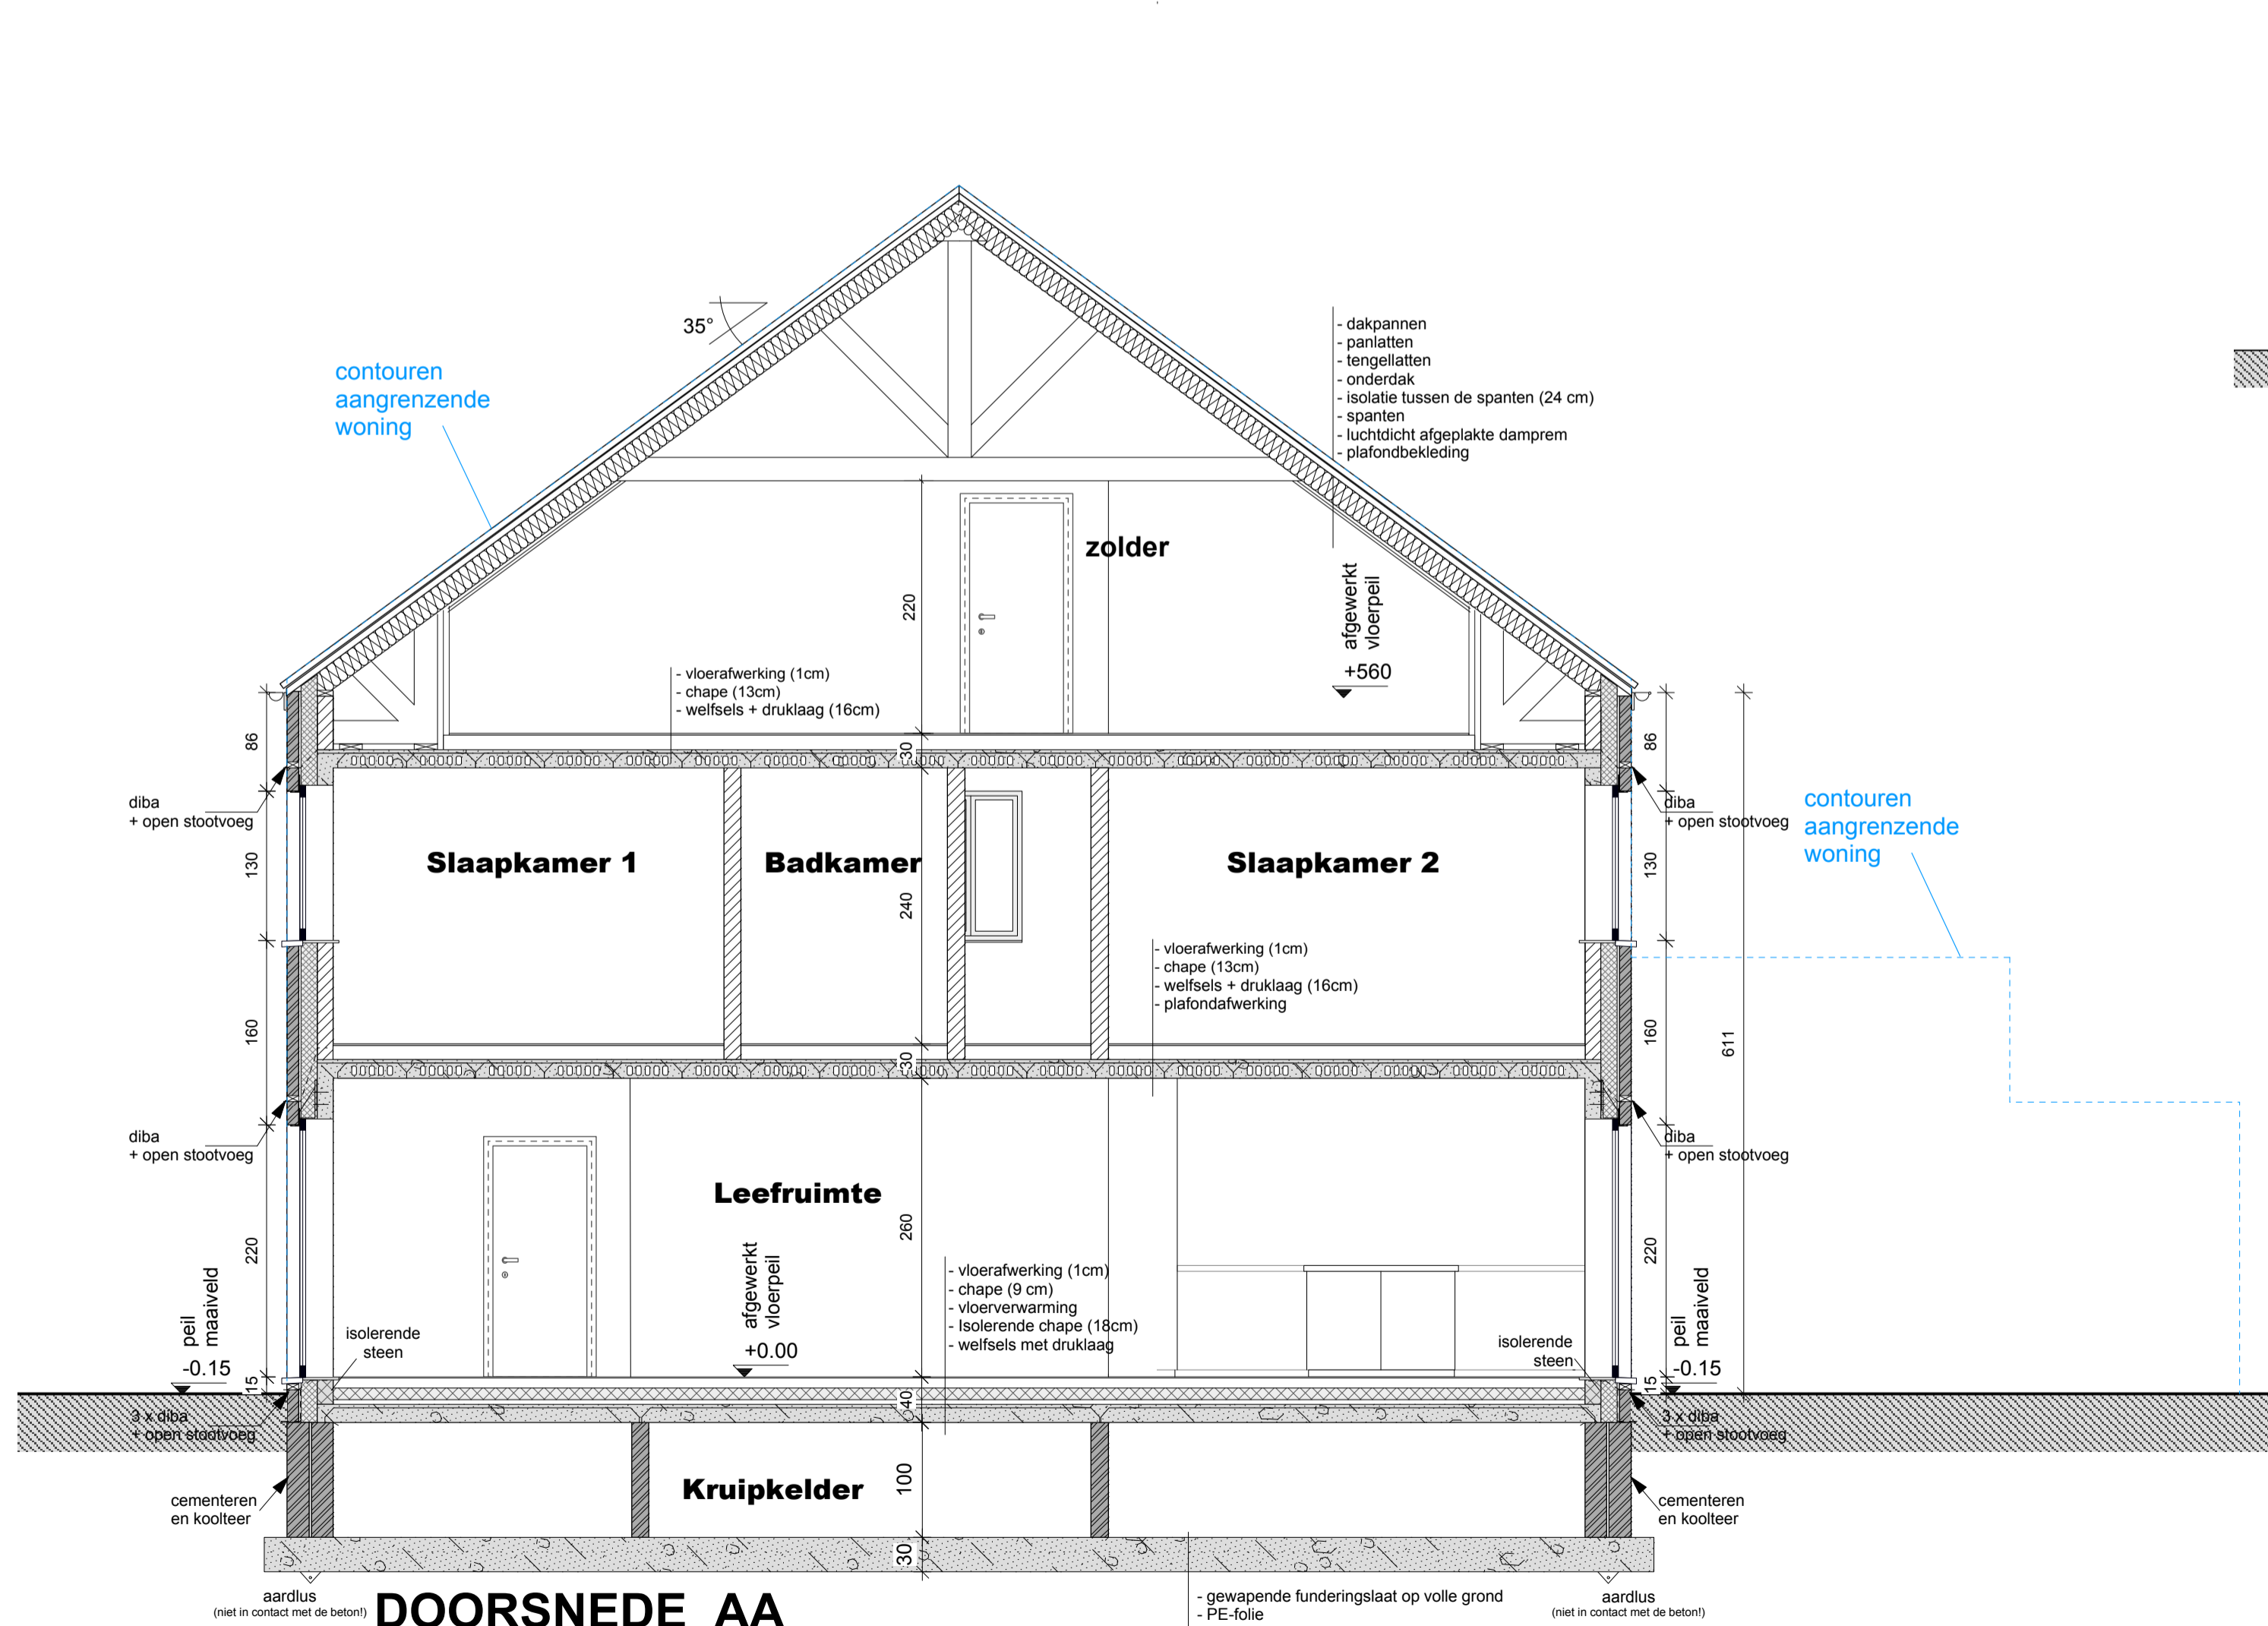 35°
contouren
aangrenzende
woning
- dakpannen
- panlatten
- tengellatten
- onderdak
- isolatie tussen de spanten (24 cm)
- spanten
- luchtdicht afgeplakte damprem
- plafondbekleding
zolder
220
afgewerkt
vloerpeil
+560
- vloerafwerking (1cm)
- chape (13cm)
- welfsels + druklaag (16cm)
86
30
86
diba
+ open stootvoeg
diba
+ open stootvoeg
contouren
aangrenzende
woning
130
Slaapkamer 1
Badkamer
240
Slaapkamer 2
130
- vloerafwerking (1cm)
- chape (13cm)
- welfsels + druklaag (16cm)
- plafondafwerking
160
30
160
611
diba
+ open stootvoeg
diba
+ open stootvoeg
Leefruimte
220
260
220
peil
maaiveld
-0.15
isolerende
steen
afgewerkt
vloerpeil
+0.00
- vloerafwerking (1cm)
- chape (9 cm)
- vloerverwarming
- Isolerende chape (18cm)
- welfsels met druklaag
isolerende
steen
peil
maaiveld
-0.15
15
40
15
3 x diba
+ open stootvoeg
3 x diba
+ open stootvoeg
Kruipkelder
100
cementeren
en koolteer
cementeren
en koolteer
30
aardlus
(niet in contact met de beton!)
DOORSNEDE AA
- gewapende funderingslaat op volle grond
- PE-folie
aardlus
(niet in contact met de beton!)